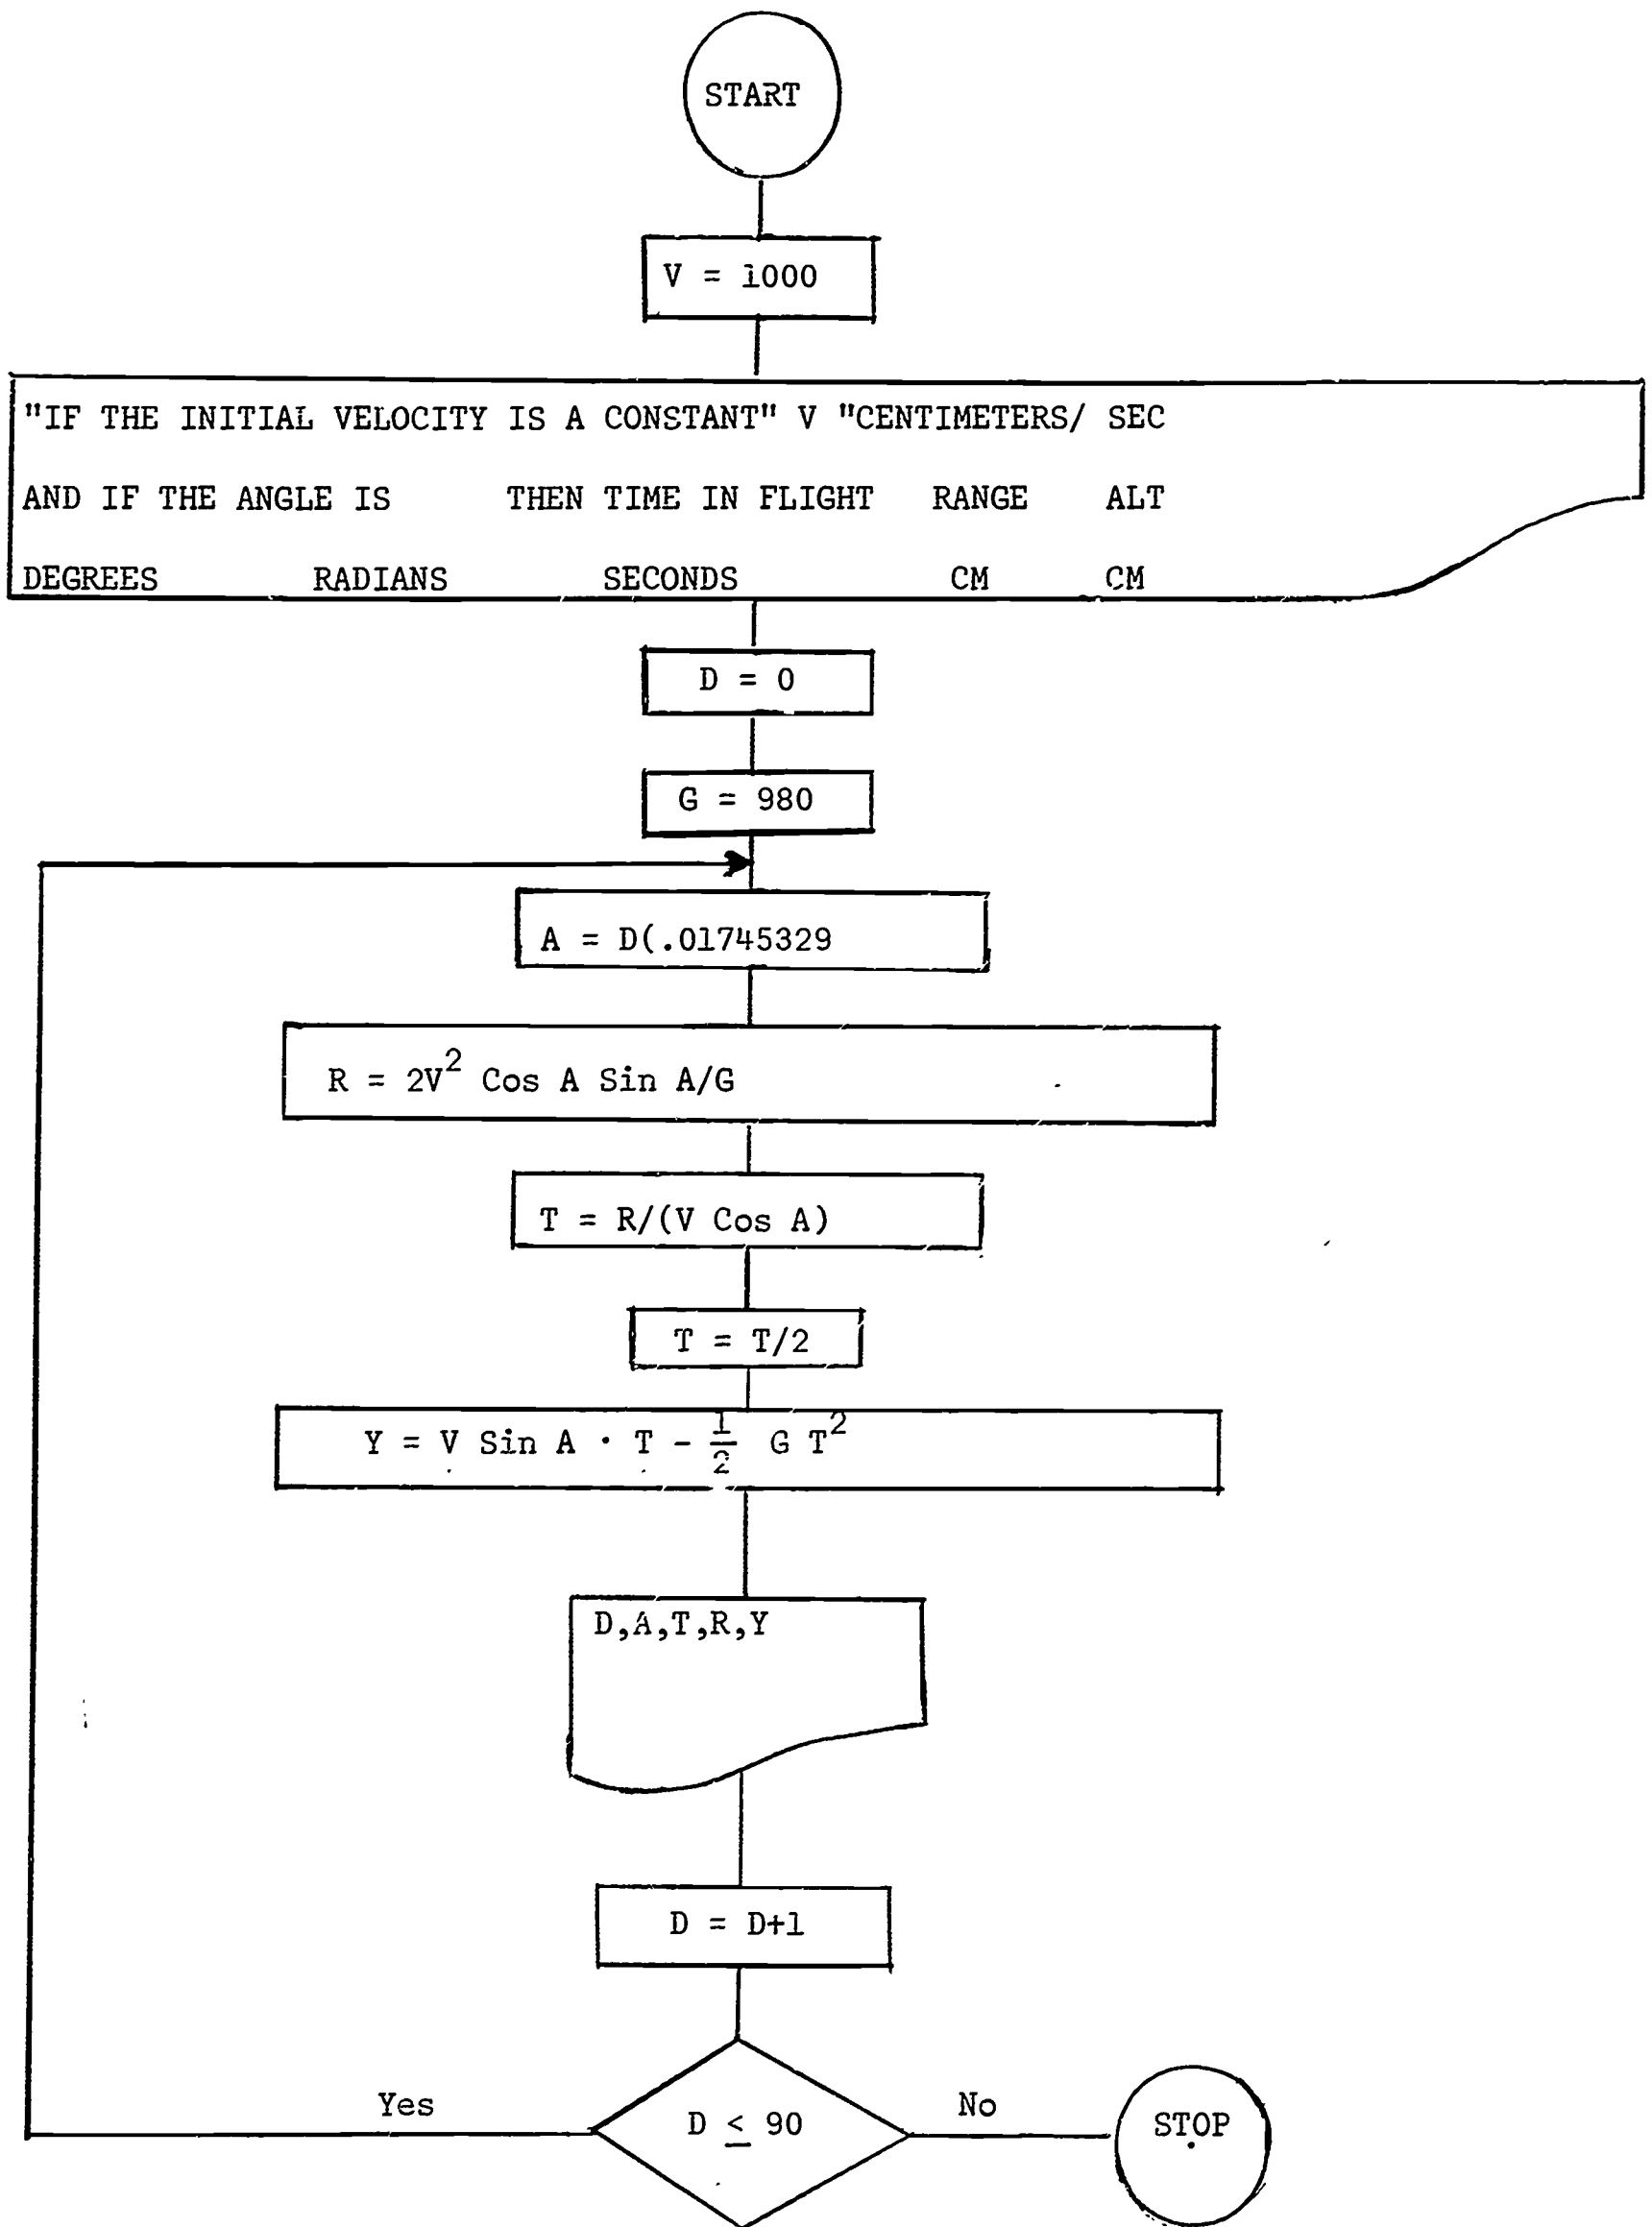 START
V = 1000
"IF THE INITIAL VELOCITY IS A CONSTANT" V "CENTIMETERS/ SEC
AND IF THE ANGLE IS THEN TIME IN FLIGHT RANGE ALT
DEGREES RADIANS SECONDS CM CM
D = 0
G = 980
A = D(.01745329
R = 2V² Cos A Sin A/G
T = R/(V Cos A)
T = T/2
Y = V Sin A · T - 1/2 G T²
D,A,T,R,Y
D = D+1
Yes
D ≤ 90
No
STOP